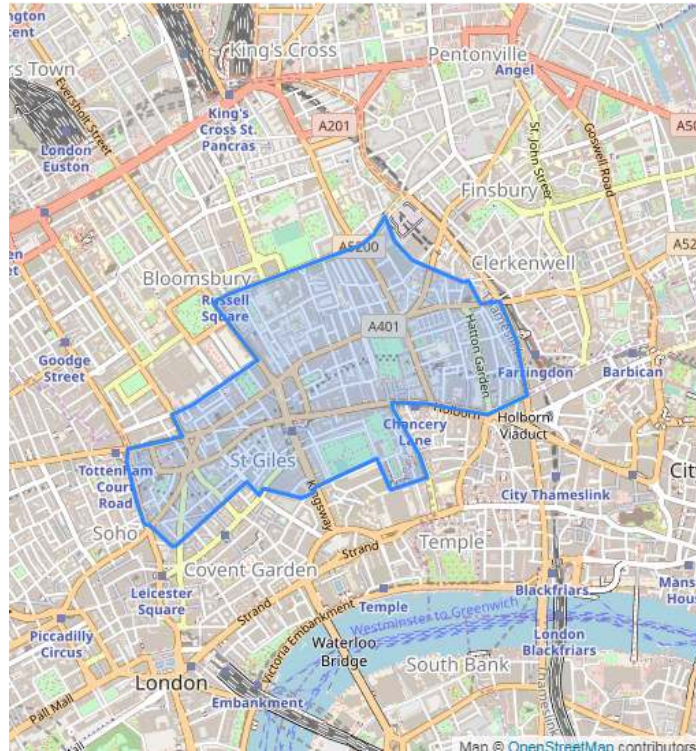 King's Cross
Pentonville
Angel
Eversholt Street
King's
Cross St.
Pancras
A201
London
Euston
St. John Street
Goswell Road
Finsbury
A5200
Clerkenwell
Bloomsbury
Russell
Square
A401
Hatton Garden
Goodge
Street
Farringdon
Barbican
Holborn
Chancery
Lane
Holborn
Viaduct
St Giles
Tottenham
Court
Road
Kingsway
City Thameslink
Soho
Strand
Temple
Covent Garden
Leicester
Square
Blackfriars
Strand
Victoria Embankment
Temple
Westminster to Greenwich
Piccadilly
Circus
Waterloo
Bridge
London
Blackfriars
South Bank
London
Pall Mall
Embankment
Thameslink
Map © OpenStreetMap contributors